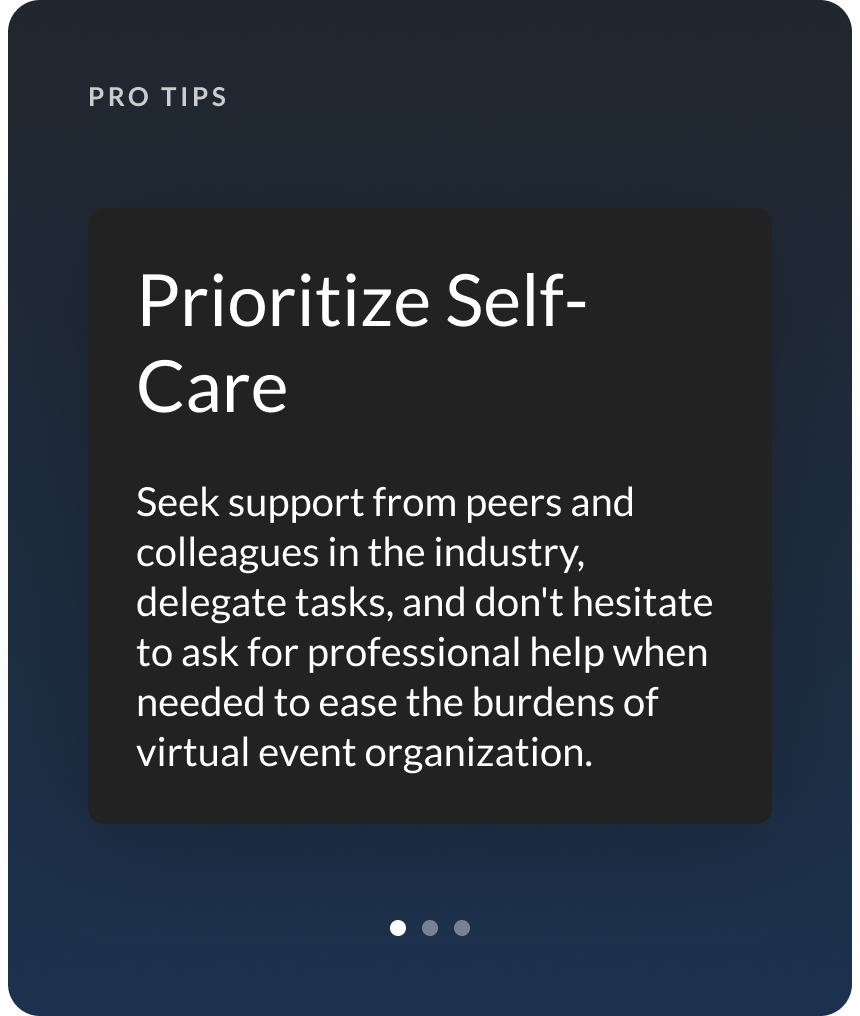 PRO TIPS
Prioritize Self-
Care
Seek support from peers and
colleagues in the industry,
delegate tasks, and don't hesitate
to ask for professional help when
needed to ease the burdens of
virtual event organization.